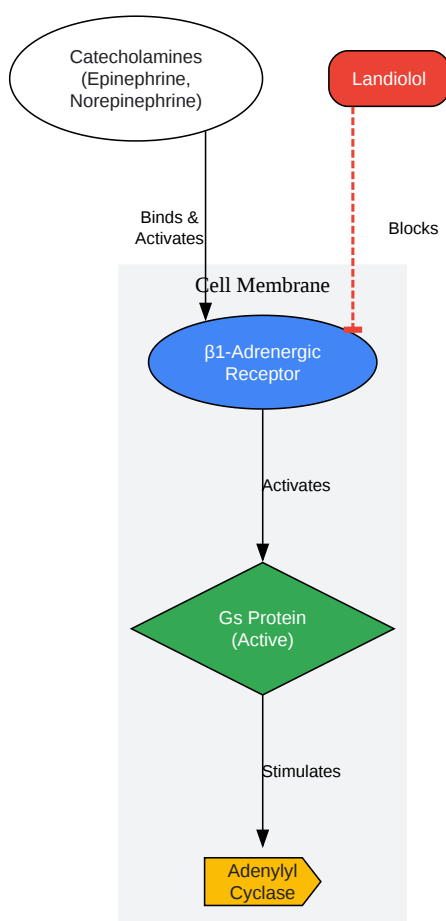 Catecholamines
(Epinephrine,
Norepinephrine)
Landiolol
Binds &
Activates
Blocks
Cell Membrane
β1-Adrenergic
Receptor
Activates
Gs Protein
(Active)
Stimulates
Adenylyl
Cyclase